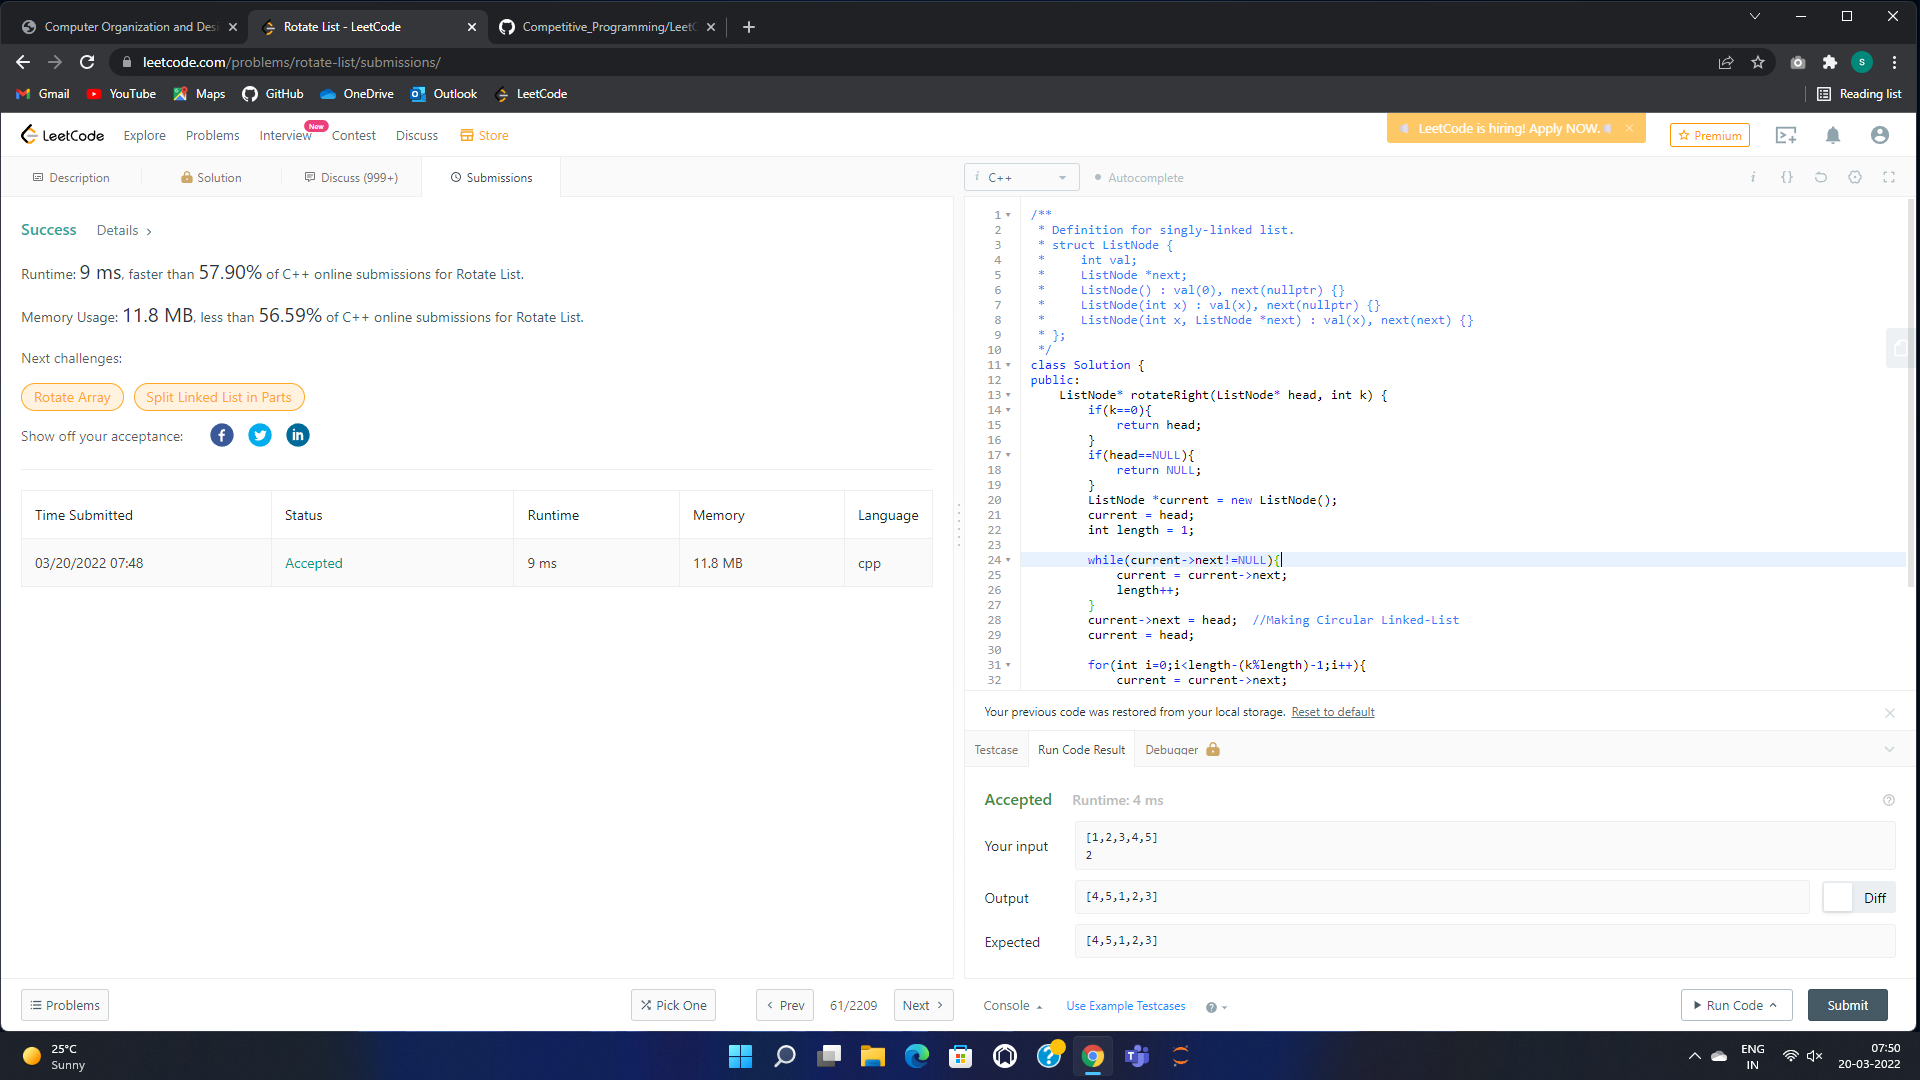 Computer Organization and Des
Rotate List - LeetCode
Competitive_Programming/LeetC
leetcode.com/problems/rotate-list/submissions/
S
Gmail
YouTube
Maps
GitHub
OneDrive
Outlook
LeetCode
Reading list
LeetCode
Explore
Problems
Interview
New
Contest
Discuss
Store
LeetCode is hiring! Apply NOW.
Premium
Description
Solution
Discuss (999+)
Submissions
i C++
Autocomplete
i {}
Success Details >
Runtime: 9 ms, faster than 57.90% of C++ online submissions for Rotate List.
Memory Usage: 11.8 MB, less than 56.59% of C++ online submissions for Rotate List.
Next challenges:
Rotate Array
Split Linked List in Parts
Show off your acceptance:
f
in
Time Submitted Status Runtime Memory Language
03/20/2022 07:48 Accepted 9 ms 11.8 MB cpp
1 /**
2 * Definition for singly-linked list.
3 * struct ListNode {
4 * int val;
5 * ListNode *next;
6 * ListNode() : val(0), next(nullptr) {}
7 * ListNode(int x) : val(x), next(nullptr) {}
8 * ListNode(int x, ListNode *next) : val(x), next(next) {}
9 * };
10 */
11 class Solution {
12 public:
13 ListNode* rotateRight(ListNode* head, int k) {
14 if(k==0){
15 return head;
16 }
17 if(head==NULL){
18 return NULL;
19 }
20 ListNode *current = new ListNode();
21 current = head;
22 int length = 1;
23
24 while(current->next!=NULL){
25 current = current->next;
26 length++;
27 }
28 current->next = head; //Making Circular Linked-List
29 current = head;
30
31 for(int i=0;i<length-(k%length)-1;i++){
32 current = current->next;
Your previous code was restored from your local storage. Reset to default
Testcase
Run Code Result
Debugger
Accepted Runtime: 4 ms
Your input
[1,2,3,4,5]
2
Output
[4,5,1,2,3]
Diff
Expected
[4,5,1,2,3]
Problems
Pick One
< Prev
61/2209
Next >
Console
Use Example Testcases
Run Code
Submit
25°C
Sunny
ENG
IN
07:50
20-03-2022